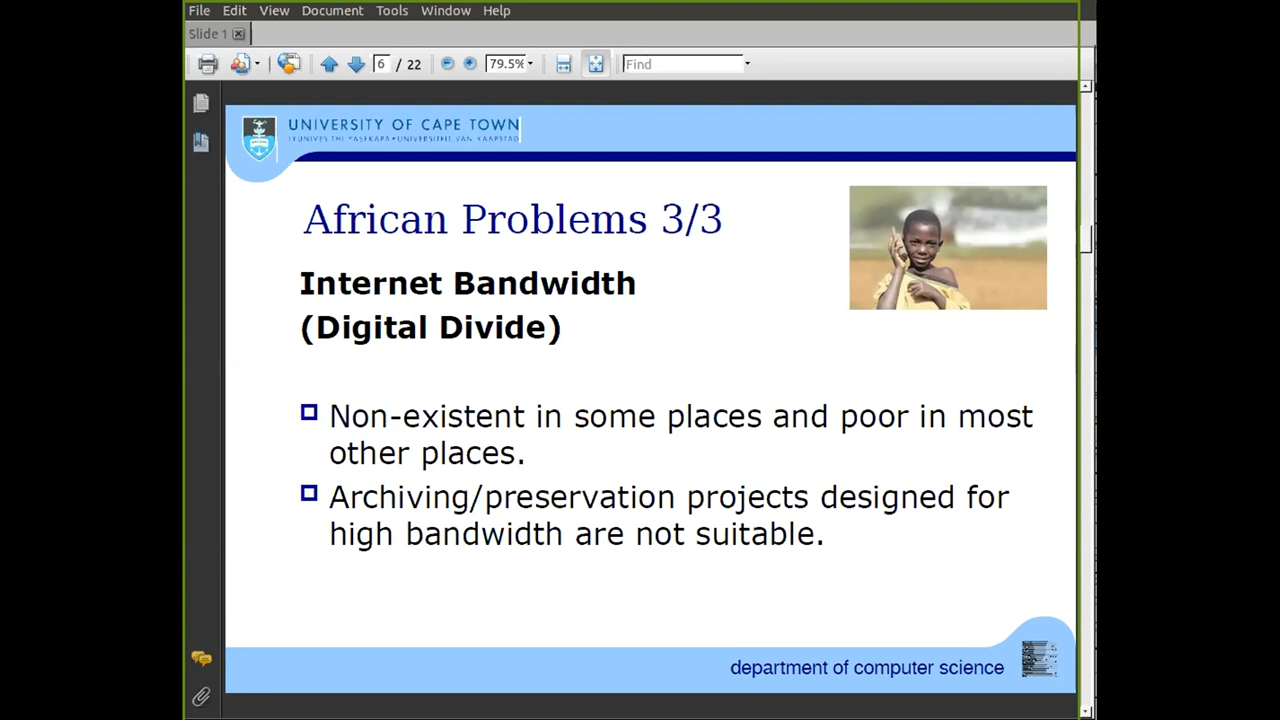 File Edit View Document Tools Window Help
Slide 1
6 / 22 79.5% Find
UNIVERSITY OF CAPE TOWN
African Problems 3/3
Internet Bandwidth
(Digital Divide)
Non-existent in some places and poor in most
other places.
Archiving/preservation projects designed for
high bandwidth are not suitable.
department of computer science